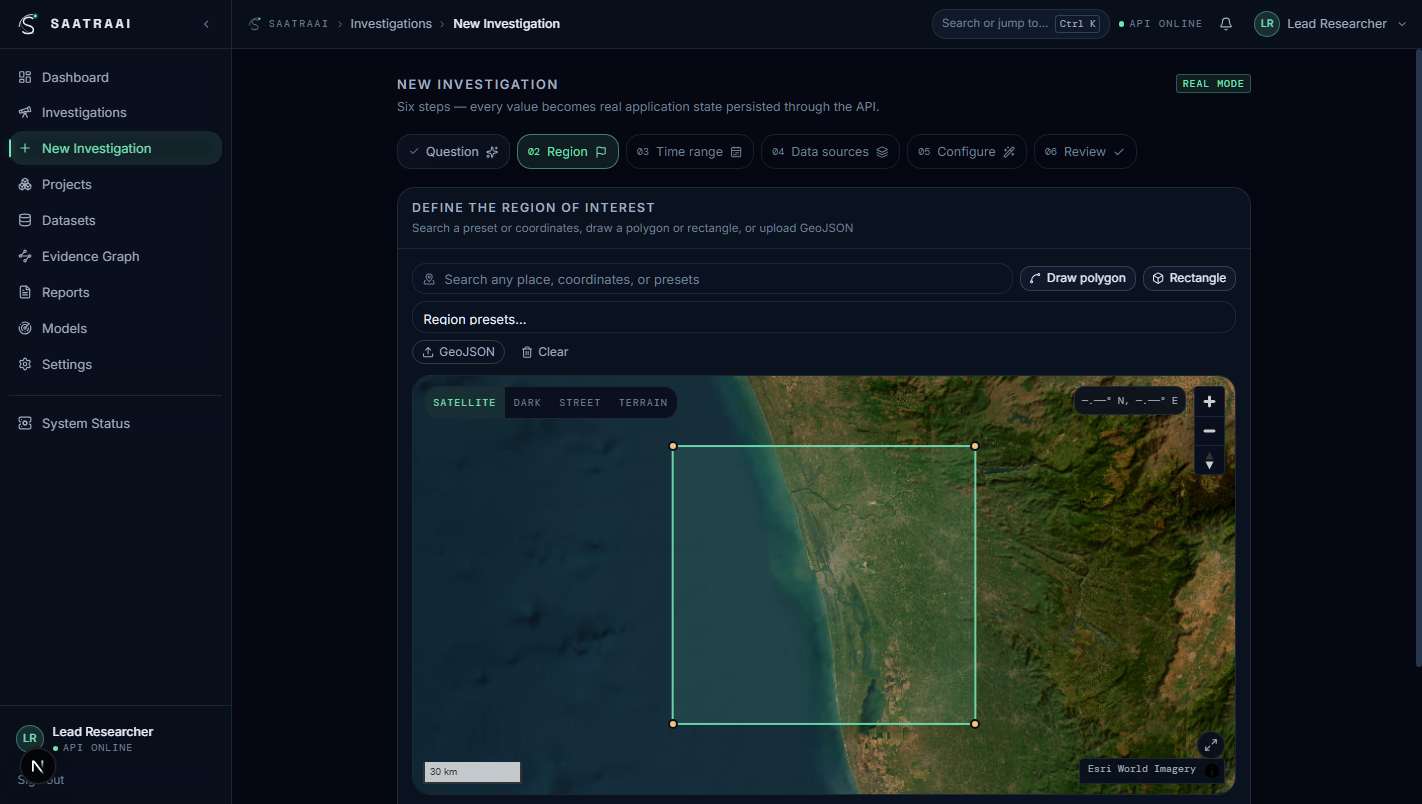 SAATRAAI
SAATRAAI
Investigations
New Investigation
Search or jump to...
Ctrl K
API ONLINE
LR
Lead Researcher
Dashboard
Investigations
New Investigation
Projects
Datasets
Evidence Graph
Reports
Models
Settings
System Status
NEW INVESTIGATION
REAL MODE
Six steps — every value becomes real application state persisted through the API.
Question
02 Region
03 Time range
04 Data sources
05 Configure
06 Review
DEFINE THE REGION OF INTEREST
Search a preset or coordinates, draw a polygon or rectangle, or upload GeoJSON
Search any place, coordinates, or presets
Draw polygon
Rectangle
Region presets...
GeoJSON
Clear
SATELLITE
DARK
STREET
TERRAIN
—.——° N, —.——° E
30 km
Esri World Imagery
LR
Lead Researcher
API ONLINE
N